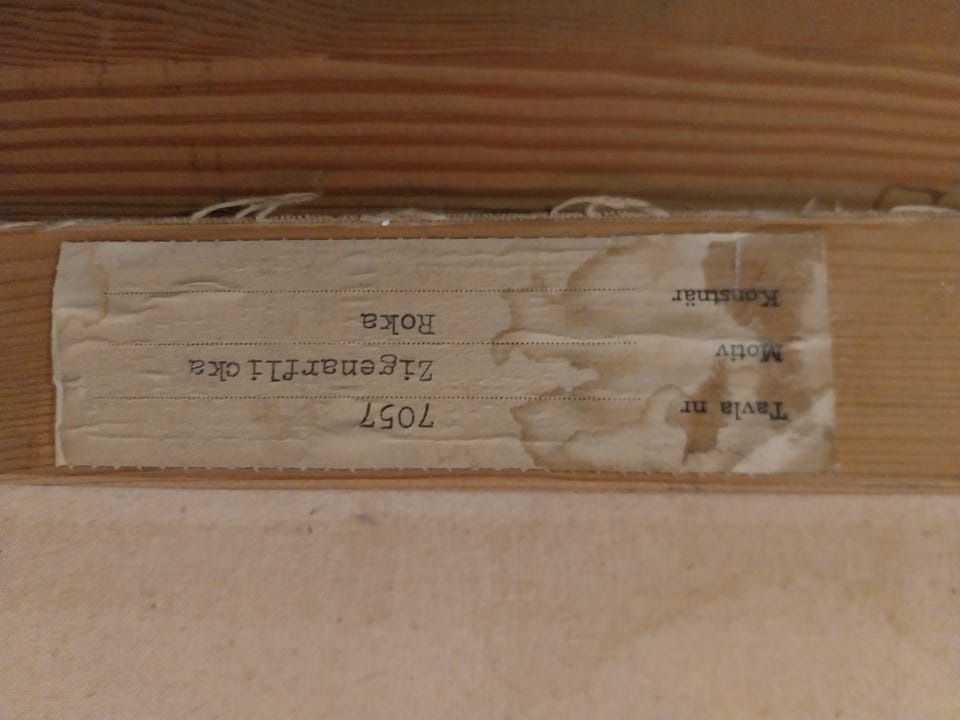 Tavla nr 7057
Motiv Zigenarflicka
Konstnär Roka